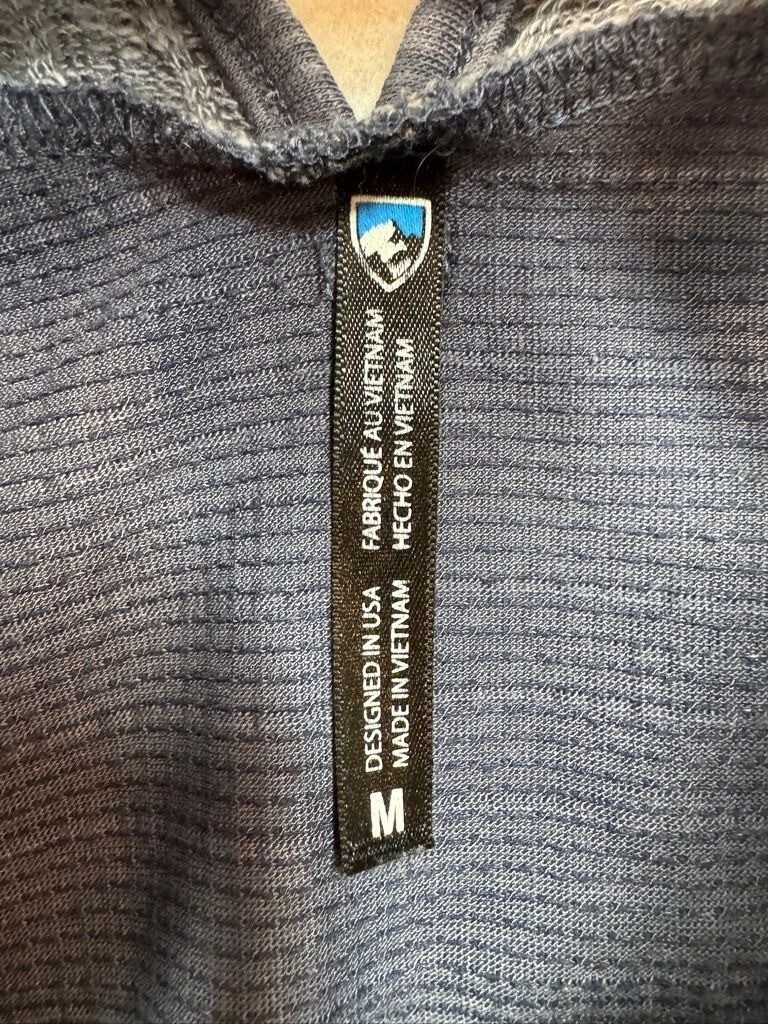 FABRIQUÉ AU VIETNAM
HECHO EN VIETNAM
DESIGNED IN USA
MADE IN VIETNAM
M